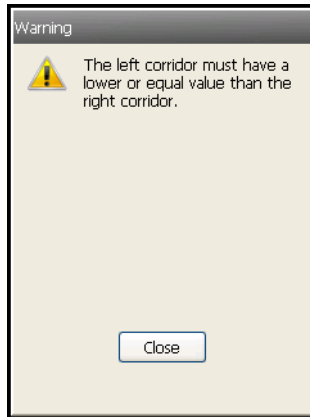 Warning
The left corridor must have a
lower or equal value than the
right corridor.
Close